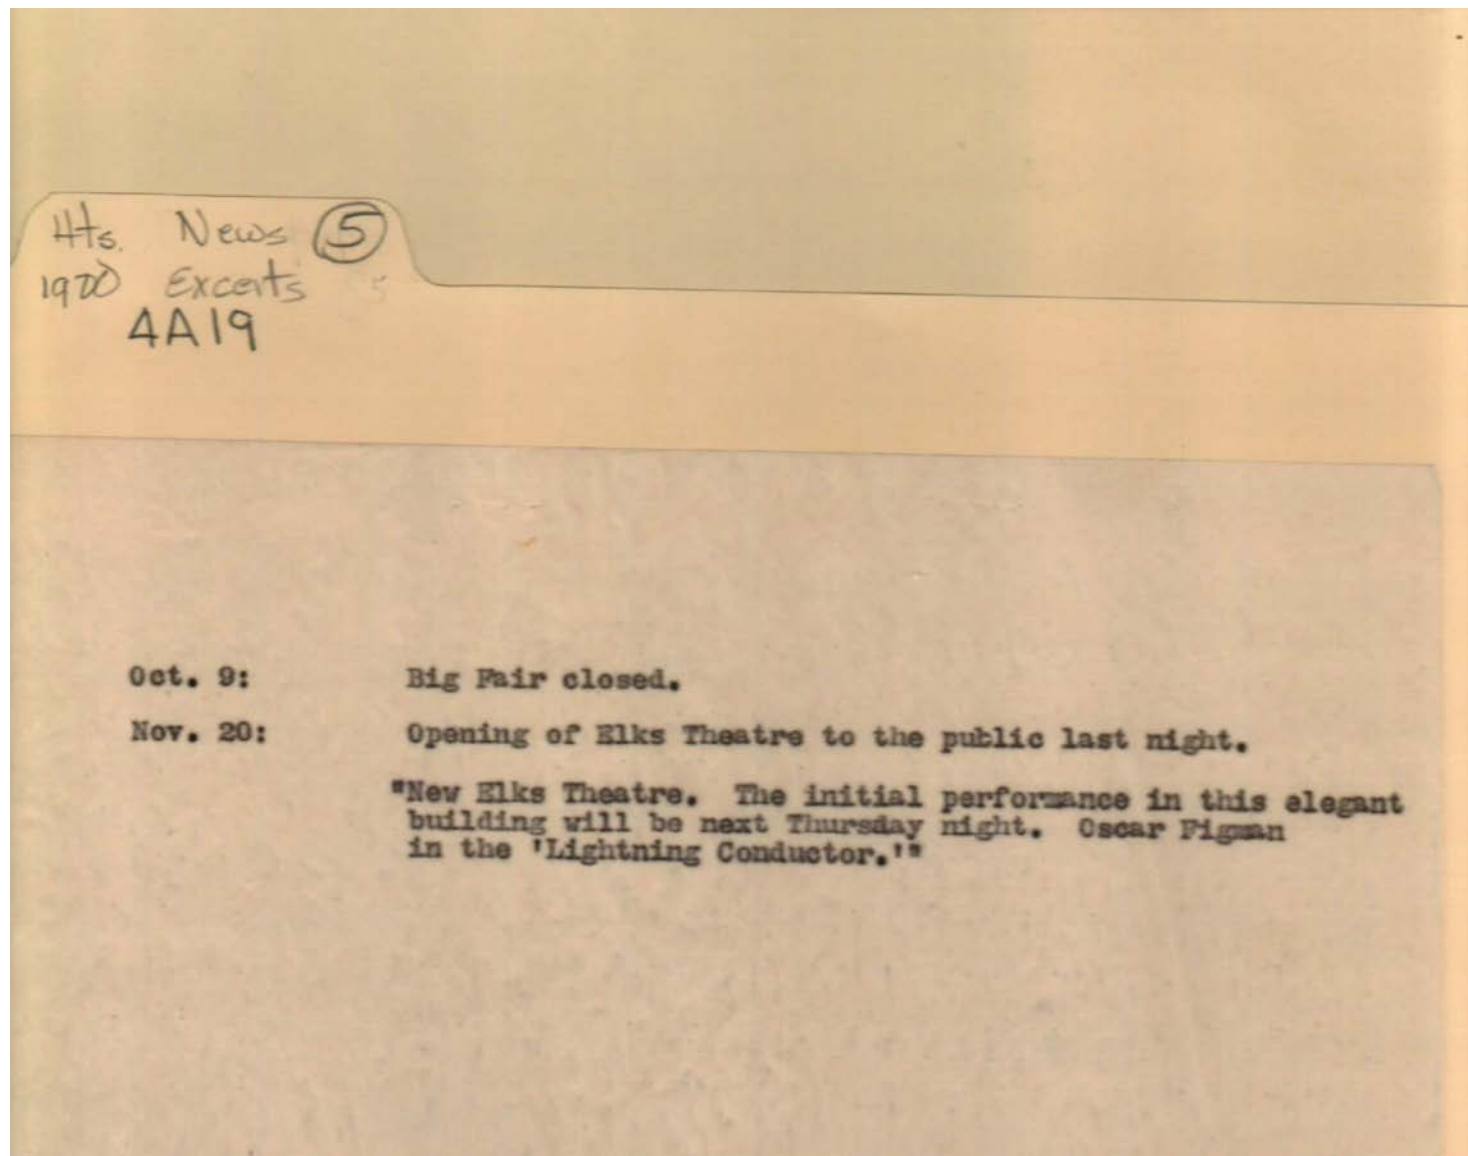 Hts. News 5
1900 Excerts 5
4A19
Oct. 9: Big Fair closed.
Nov. 20: Opening of Elks Theatre to the public last night.
"New Elks Theatre. The initial performance in this elegant
building will be next Thursday night. Oscar Figman
in the 'Lightning Conductor.'"